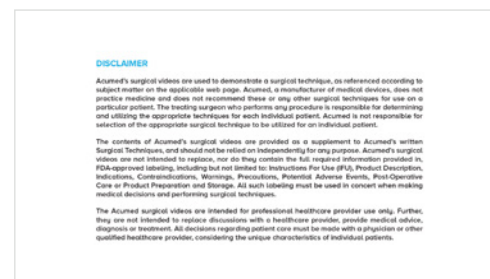 DISCLAIMER
Acumed's surgical videos are used to demonstrate a surgical technique, as referenced according to
subject matter on the applicable web page. Acumed, a manufacturer of medical devices, does not
practice medicine and does not recommend these or any other surgical techniques for use on a
particular patient. The treating surgeon who performs any procedure is responsible for determining
and utilizing the appropriate techniques for each individual patient. Acumed is not responsible for
selection of the appropriate surgical technique to be utilized for an individual patient.
The contents of Acumed's surgical videos are provided as a supplement to Acumed's written
Surgical Techniques, and should not be relied on independently for any purpose. Acumed's surgical
videos are not intended to replace, nor do they contain the full required information provided in,
FDA-approved labeling, including but not limited to: Instructions For Use (IFU), Product Description,
Indications, Contraindications, Warnings, Precautions, Potential Adverse Events, Post-Operative
Care or Product Preparation and Storage. All such labeling must be used in concert when making
medical decisions and performing surgical techniques.
The Acumed surgical videos are intended for professional healthcare provider use only. Further,
they are not intended to replace discussions with a healthcare provider, provide medical advice,
diagnosis or treatment. All decisions regarding patient care must be made with a physician or other
qualified healthcare provider, considering the unique characteristics of individual patients.